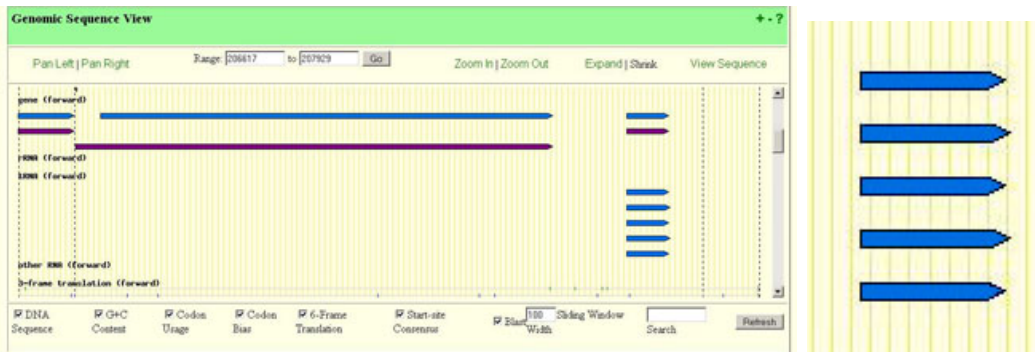 Genomic Sequence View + - ?
Pan Left | Pan Right Range: 206617 to 207929 Go Zoom In | Zoom Out Expand | Shrink View Sequence
gene (forward)
rRNA (forward)
tRNA (forward)
other RNA (forward)
3-frame translation (forward)
DNA Sequence G+C Content Codon Usage Codon Bias 6-Frame Translation Start-site Consensus Blast 100 Sliding Window Width Search Refresh